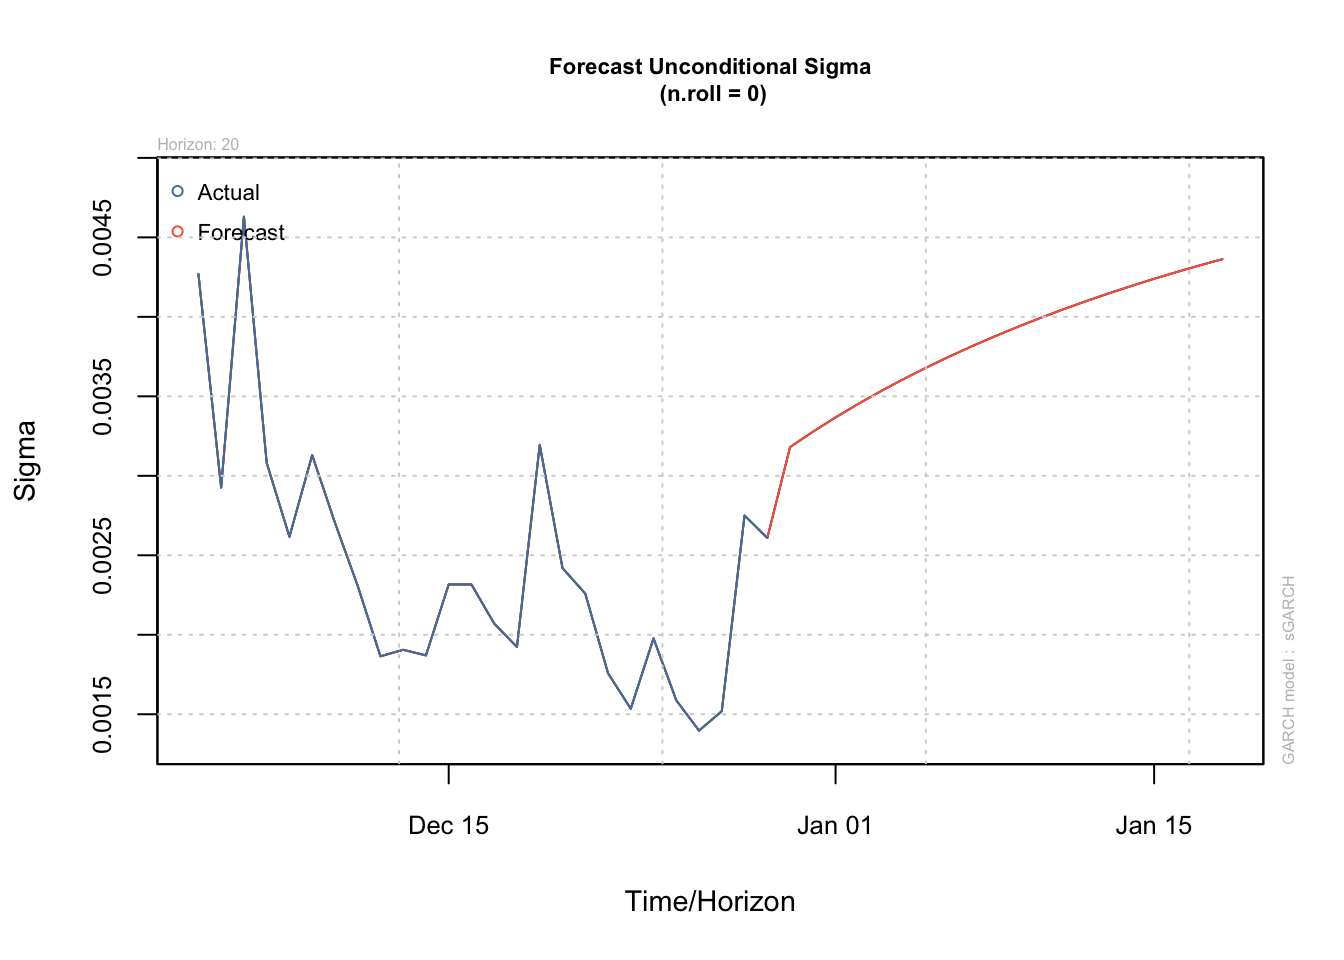 Forecast Unconditional Sigma
(n.roll = 0)
Horizon: 20
Actual
Forecast
0.0045
0.0035
0.0025
0.0015
Sigma
GARCH model : sGARCH
Dec 15
Jan 01
Jan 15
Time/Horizon